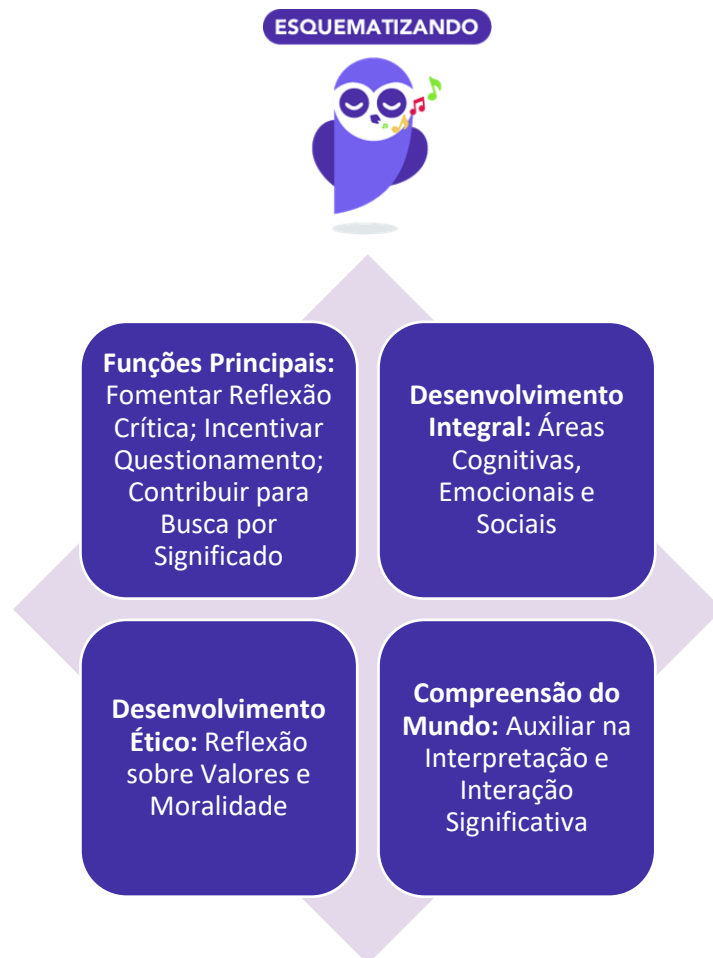 ESQUEMATIZANDO
Funções Principais:
Fomentar Reflexão
Crítica; Incentivar
Questionamento;
Contribuir para
Busca por
Significado
Desenvolvimento
Integral: Áreas
Cognitivas,
Emocionais e
Sociais
Desenvolvimento
Ético: Reflexão
sobre Valores e
Moralidade
Compreensão do
Mundo: Auxiliar na
Interpretação e
Interação
Significativa